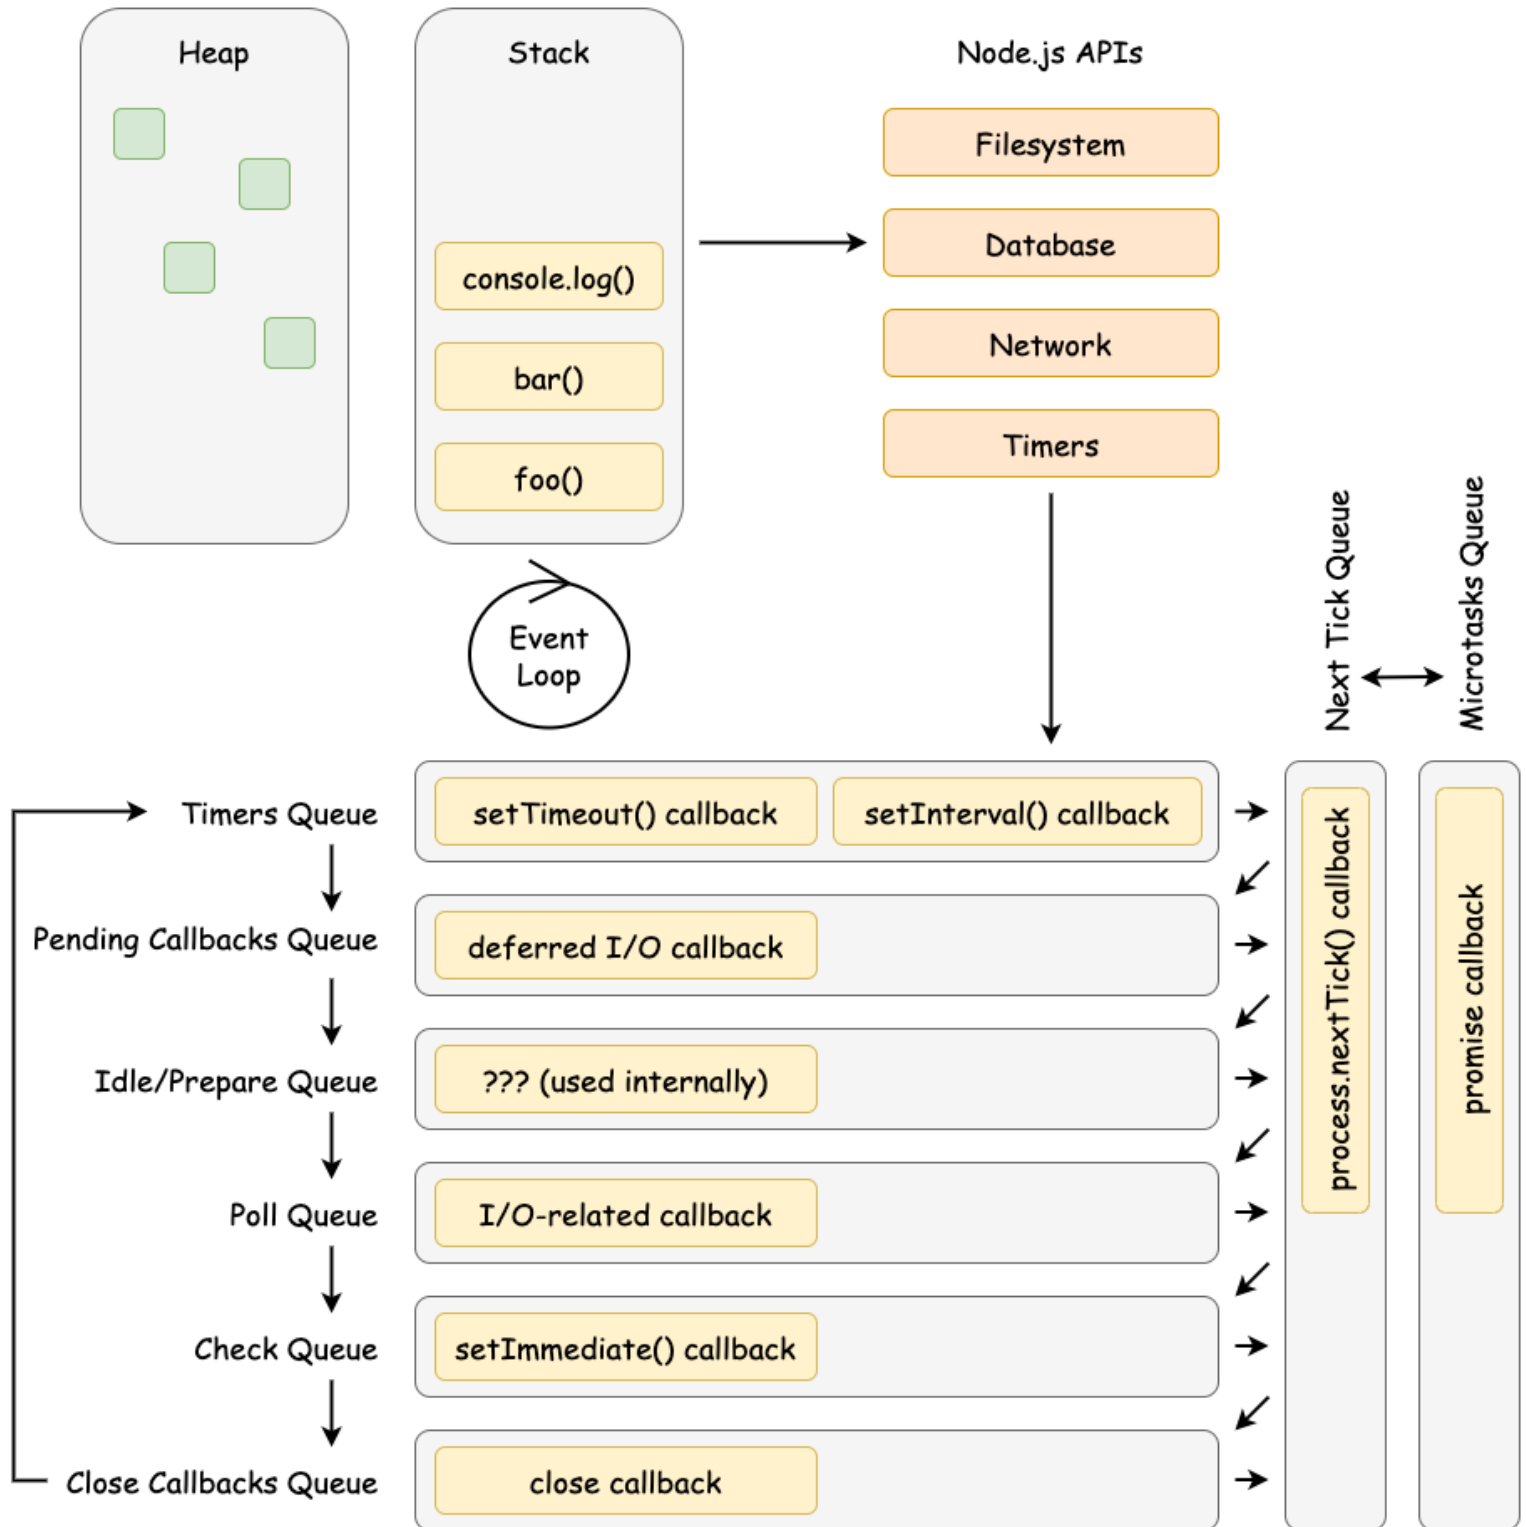 Heap
Stack
Node.js APIs
Filesystem
Database
console.log()
Network
bar()
Timers
foo()
Event
Loop
Next Tick Queue
Microtasks Queue
Timers Queue
setTimeout() callback
setInterval() callback
Pending Callbacks Queue
deferred I/O callback
Idle/Prepare Queue
??? (used internally)
Poll Queue
I/O-related callback
Check Queue
setImmediate() callback
Close Callbacks Queue
close callback
process.nextTick() callback
promise callback